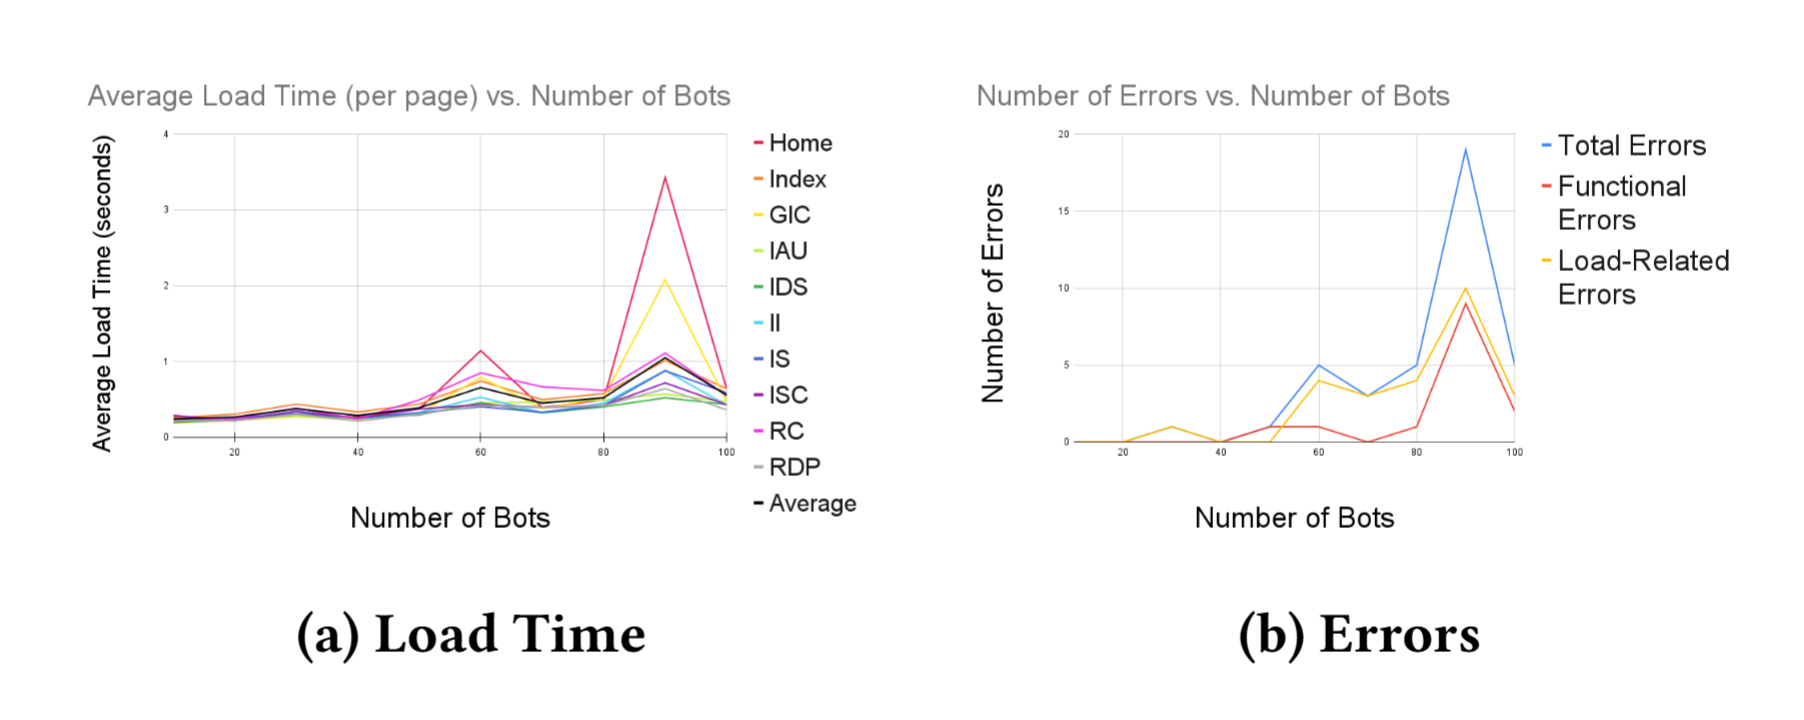 Average Load Time (per page) vs. Number of Bots
Average Load Time (seconds)
4
3
2
1
0
20
40
60
80
100
Number of Bots
Home
Index
GIC
IAU
IDS
II
IS
ISC
RC
RDP
Average
(a) Load Time
Number of Errors vs. Number of Bots
Number of Errors
20
15
10
5
0
20
40
60
80
100
Number of Bots
Total Errors
Functional
Errors
Load-Related
Errors
(b) Errors